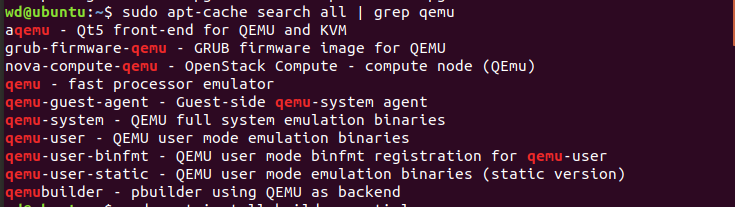 wd@ubuntu:~$ sudo apt-cache search all | grep qemu
aqemu - Qt5 front-end for QEMU and KVM
grub-firmware-qemu - GRUB firmware image for QEMU
nova-compute-qemu - OpenStack Compute - compute node (QEmu)
qemu - fast processor emulator
qemu-guest-agent - Guest-side qemu-system agent
qemu-system - QEMU full system emulation binaries
qemu-user - QEMU user mode emulation binaries
qemu-user-binfmt - QEMU user mode binfmt registration for qemu-user
qemu-user-static - QEMU user mode emulation binaries (static version)
qemubuilder - pbuilder using QEMU as backend